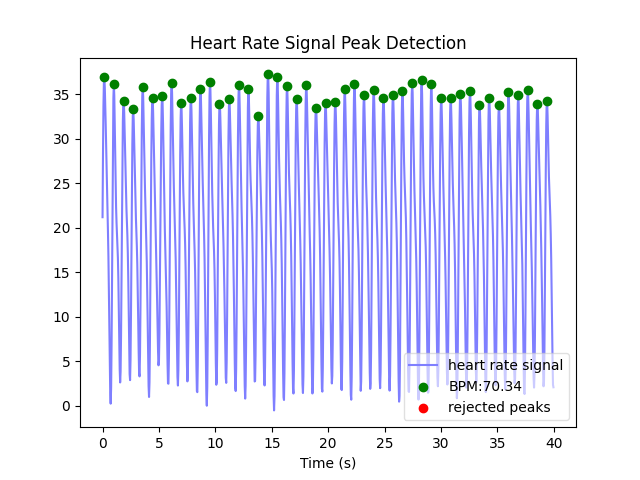 Heart Rate Signal Peak Detection
35
30
25
20
15
10
5
0
heart rate signal
BPM:70.34
rejected peaks
0 5 10 15 20 25 30 35 40
Time (s)